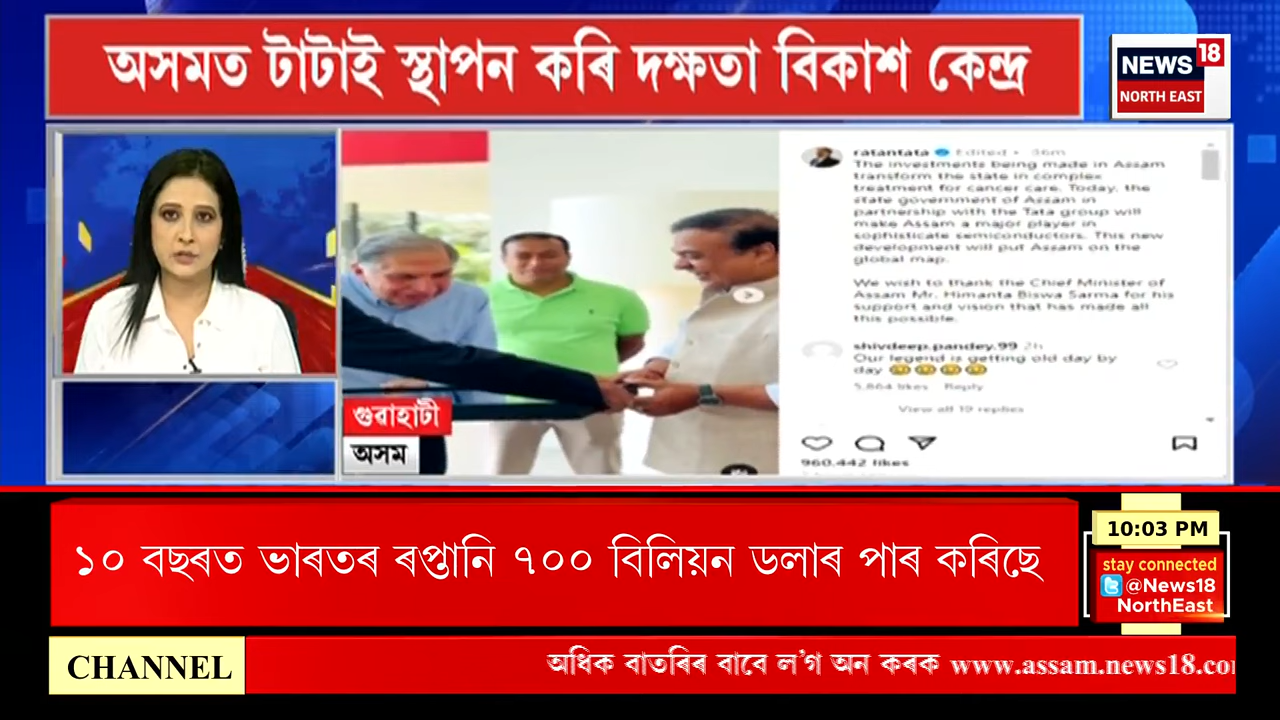 অসমত টাটাই স্থাপন কৰি দক্ষতা বিকাশ কেন্দ্ৰ
NEWS 18
NORTH EAST
ratantata Edited • 36m
The investments being made in Assam
transform the state in complex
treatment for cancer care. Today, the
state government of Assam in
partnership with the Tata group will
make Assam a major player in
sophisticate semiconductors. This new
development will put Assam on the
global map.
We wish to thank the Chief Minister of
Assam Mr. Himanta Biswa Sarma for his
support and vision that has made all
this possible.
shivdeep.pandey.99 2h
Our legend is getting old day by
day
5,864 likes Reply
View all 19 replies
960,442 likes
গুৱাহাটী
অসম
১০ বছৰত ভাৰতৰ ৰপ্তানি ৭০০ বিলিয়ন ডলাৰ পাৰ কৰিছে
10:03 PM
stay connected
@News18
NorthEast
CHANNEL
অধিক বাতৰিৰ বাবে ল'গ অন কৰক www.assam.news18.co